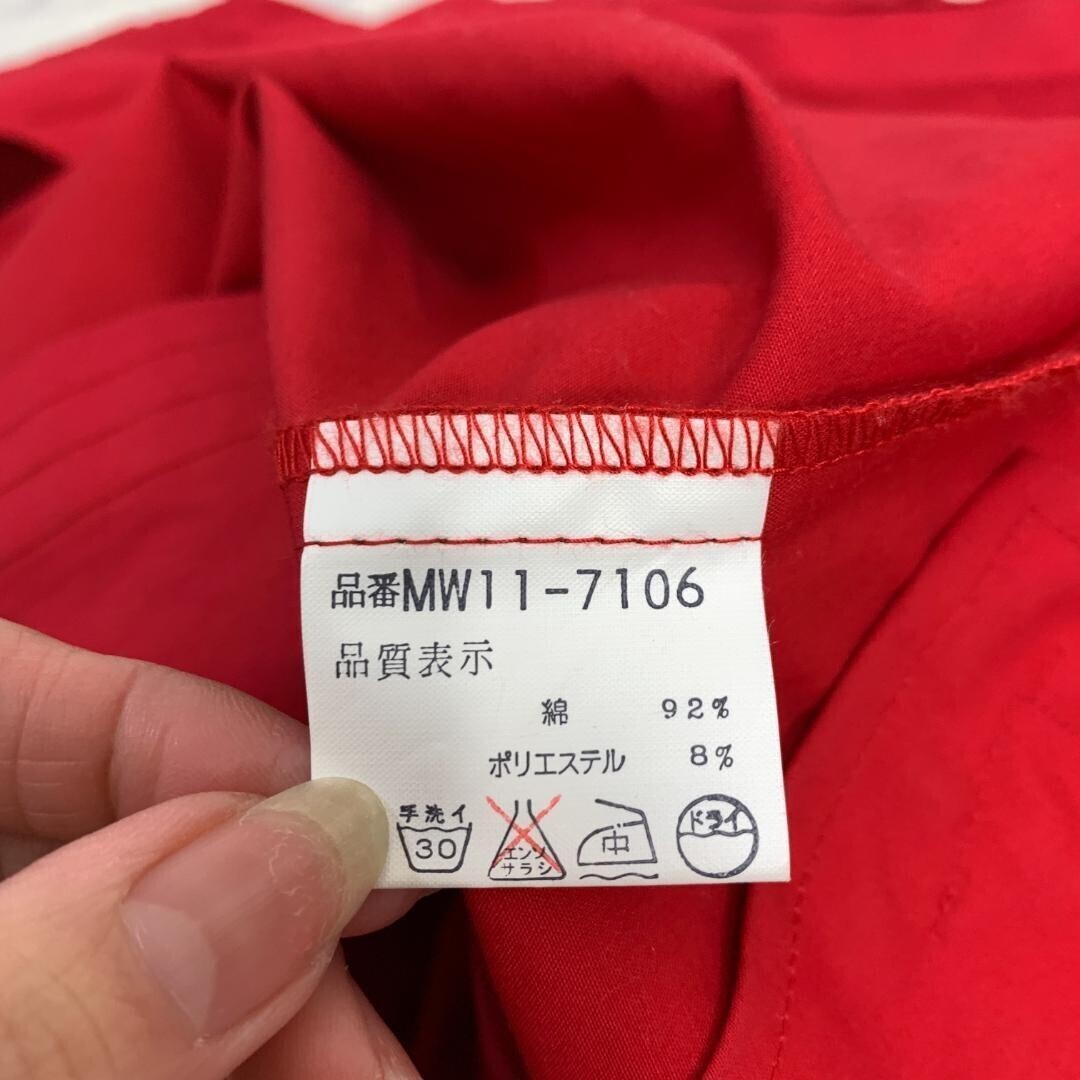 品番MW11-7106
品質表示
綿 92%
ポリエステル 8%
手洗イ
30
エンソ
サラシ
中
ドライ